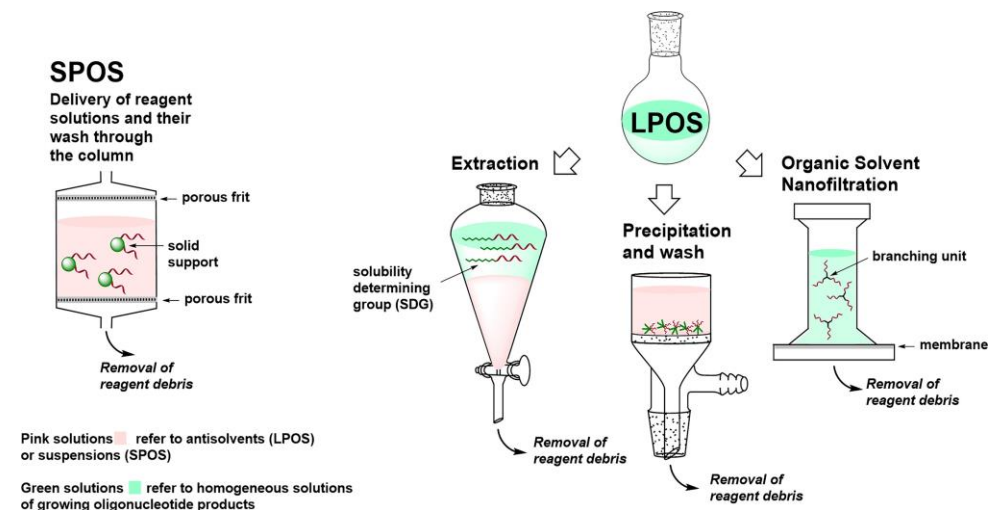 SPOS
Delivery of reagent
solutions and their
wash through
the column
porous frit
solid
support
porous frit
Removal of
reagent debris
LPOS
Extraction
solubility
determining
group (SDG)
Removal of
reagent debris
Precipitation
and wash
Removal of
reagent debris
Organic Solvent
Nanofiltration
branching unit
membrane
Removal of
reagent debris
Pink solutions refer to antisolvents (LPOS)
or suspensions (SPOS)
Green solutions refer to homogeneous solutions
of growing oligonucleotide products